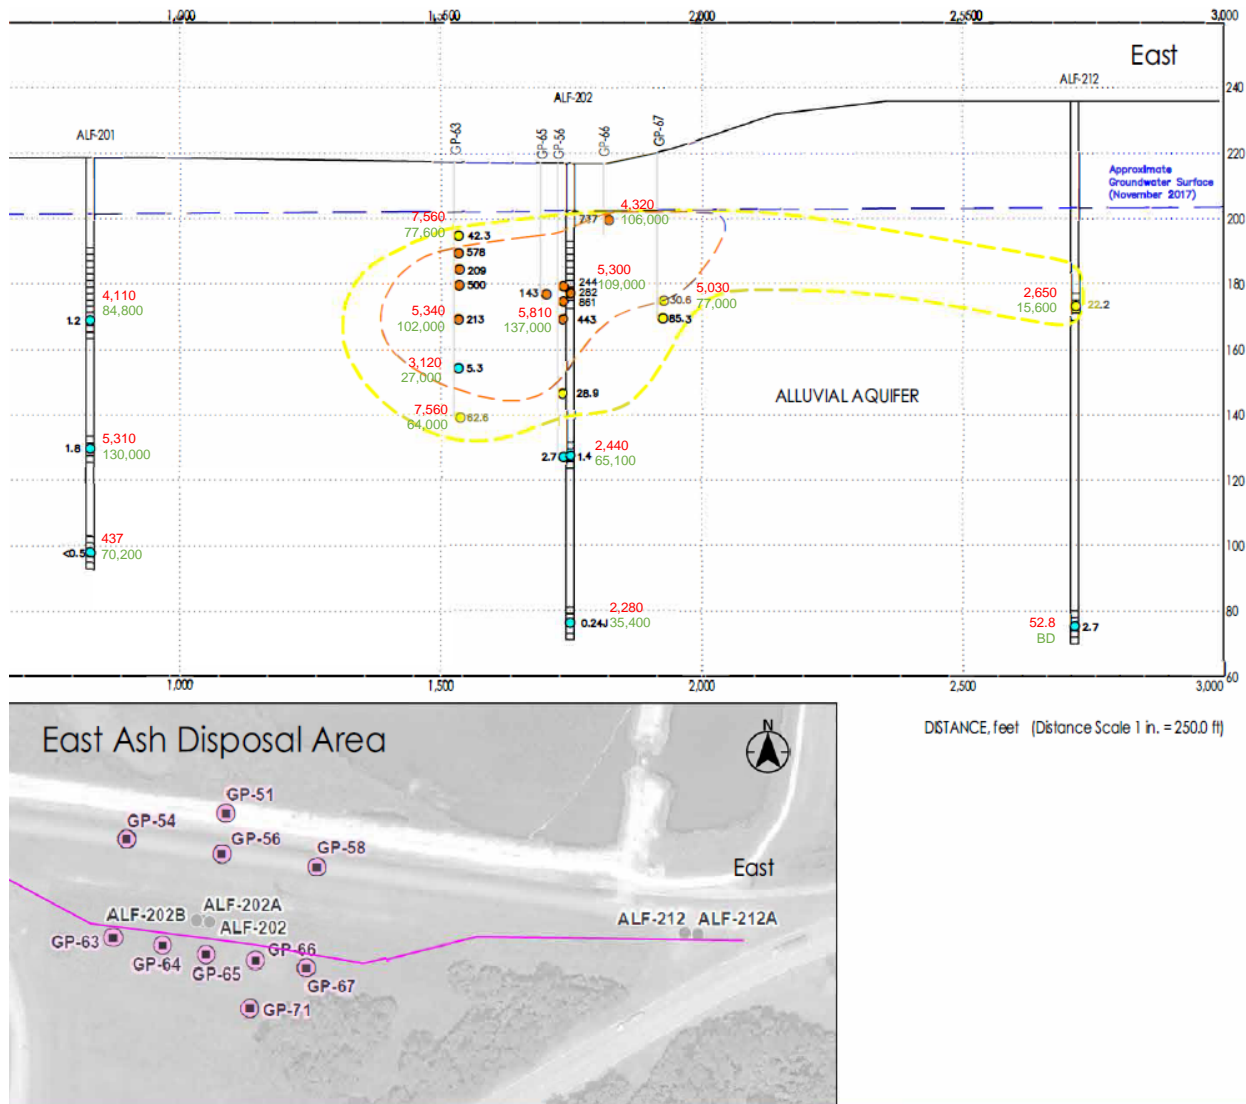 1,000
1,500
2,000
2,500
3,000
East
ALF-212
240
ALF-202
ALF-201
GP-63
GP-65
GP-56
GP-66
GP-67
220
Approximate
Groundwater Surface
(November 2017)
200
7,560
77,600
42.3
578
209
500
4,320
106,000
5,300
109,000
244
282
861
443
143
5,810
137,000
5,340
102,000
213
5,030
77,000
30.6
85.3
2,650
15,600
22.2
180
4,110
84,800
1.2
160
3,120
27,000
5.3
28.9
ALLUVIAL AQUIFER
7,560
64,000
62.6
140
5,310
130,000
1.8
2,440
65,100
2.7
1.4
120
437
70,200
<0.5
100
2,280
35,400
0.24J
52.8
BD
2.7
80
60
1,000
1,500
2,000
2,500
3,000
DISTANCE, feet (Distance Scale 1 in. = 250.0 ft)
East Ash Disposal Area
N
GP-51
GP-54
GP-56
GP-58
East
ALF-202B
ALF-202A
ALF-202
ALF-212
ALF-212A
GP-63
GP-64
GP-65
GP-66
GP-67
GP-71